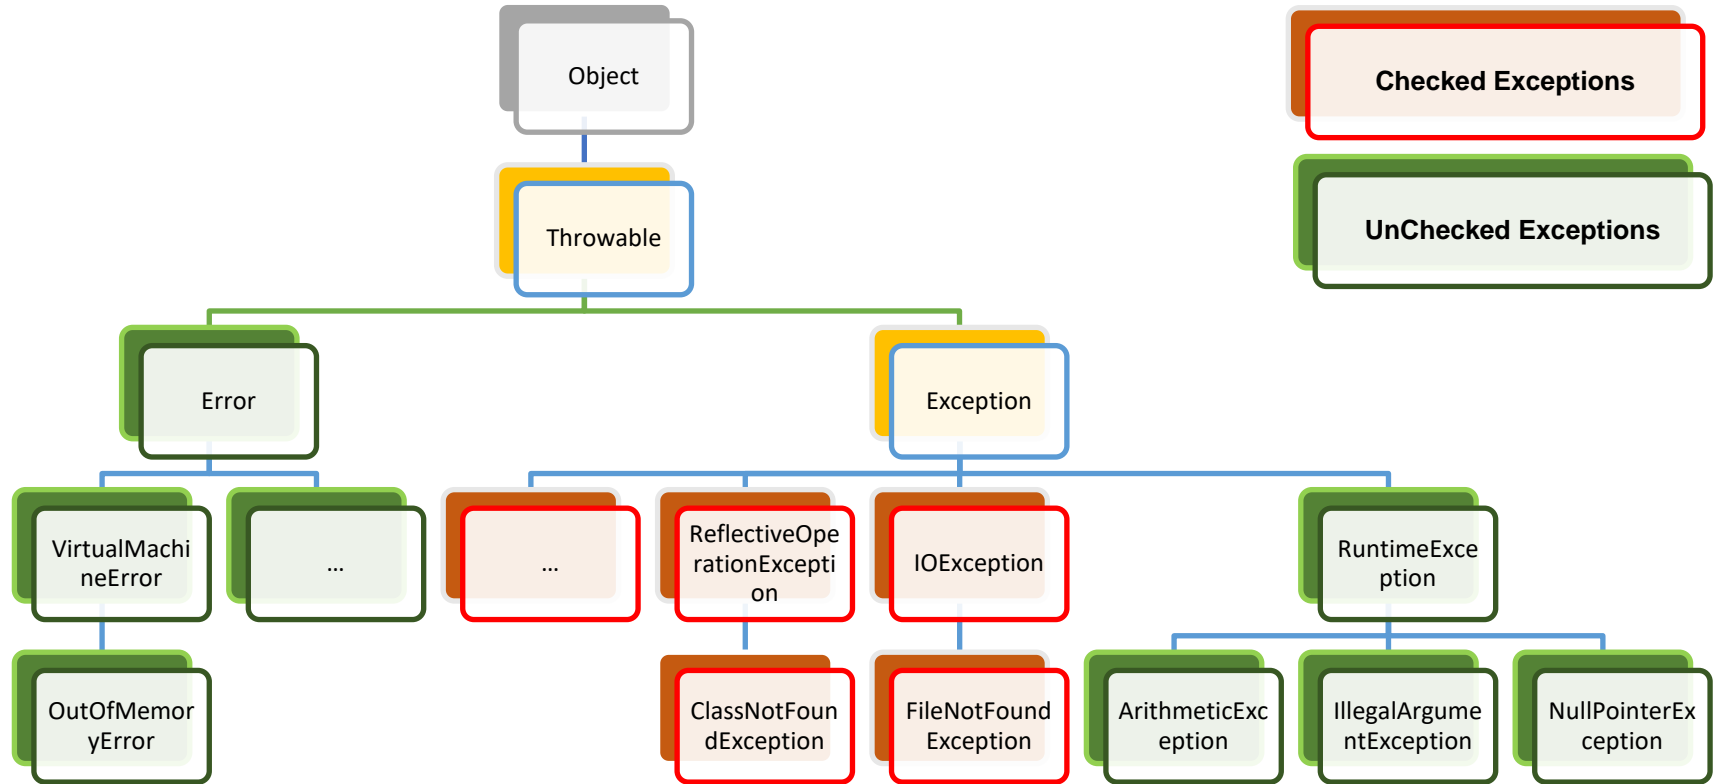 Object
Checked Exceptions
Throwable
UnChecked Exceptions
Error
Exception
VirtualMachi
neError
...
...
ReflectiveOpe
rationExcepti
on
IOException
RuntimeExce
ption
OutOfMemor
yError
ClassNotFoun
dException
FileNotFound
Exception
ArithmeticExc
eption
IllegalArgume
ntException
NullPointerEx
ception